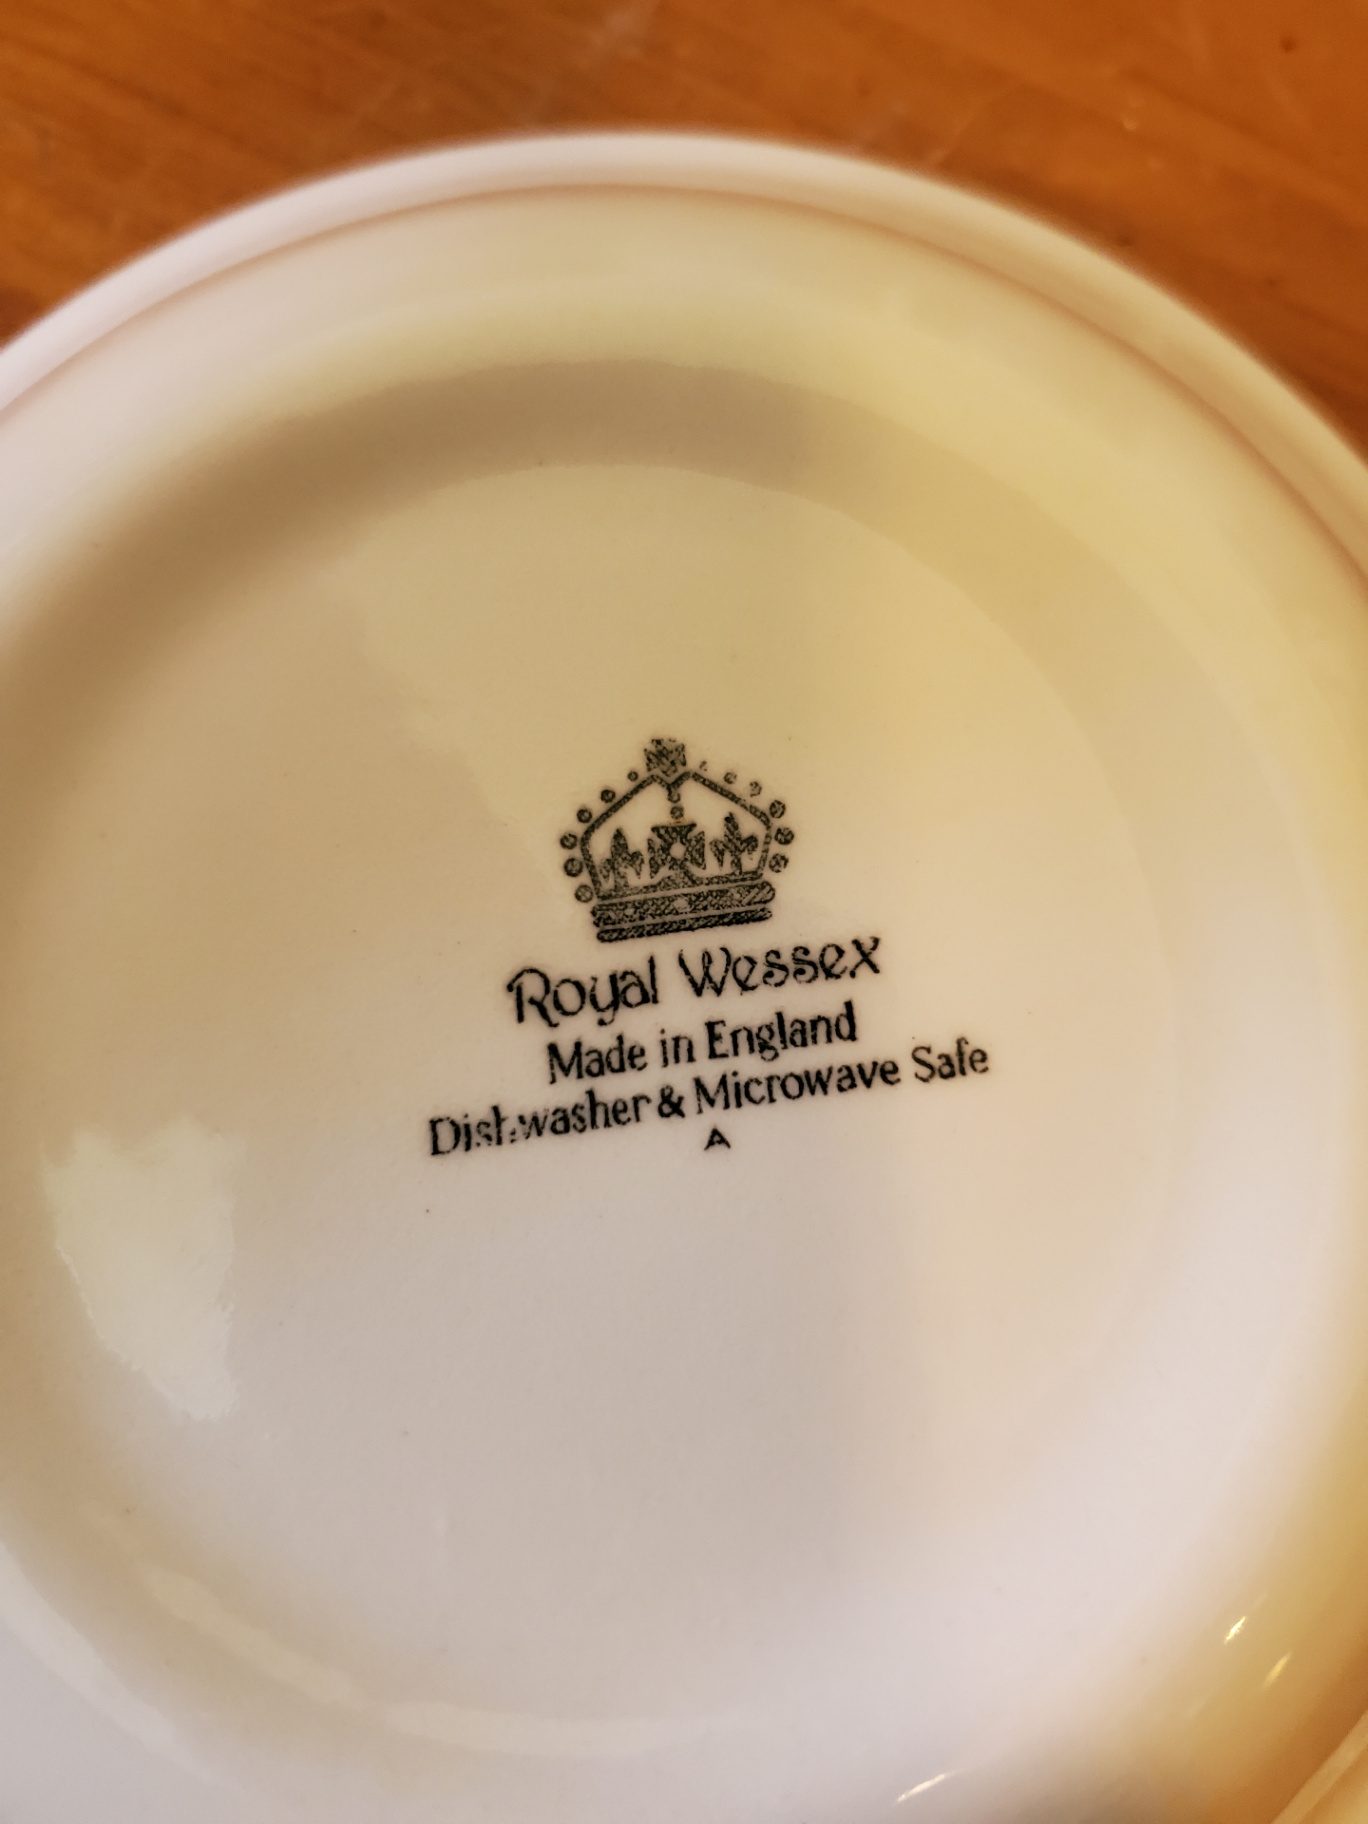 Royal Wessex
Made in England
Dishwasher & Microwave Safe
A